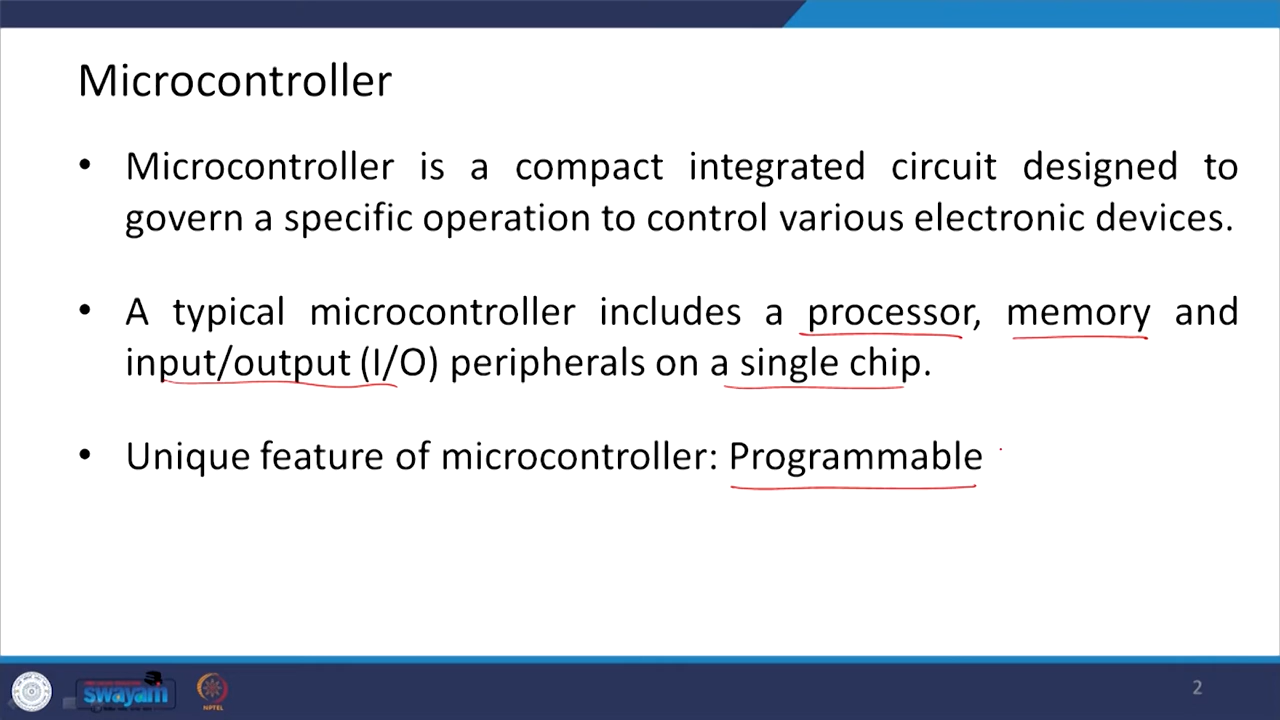 Microcontroller
• Microcontroller is a compact integrated circuit designed to
govern a specific operation to control various electronic devices.
• A typical microcontroller includes a processor, memory and
input/output (I/O) peripherals on a single chip.
• Unique feature of microcontroller: Programmable
swayam
NPTEL
2